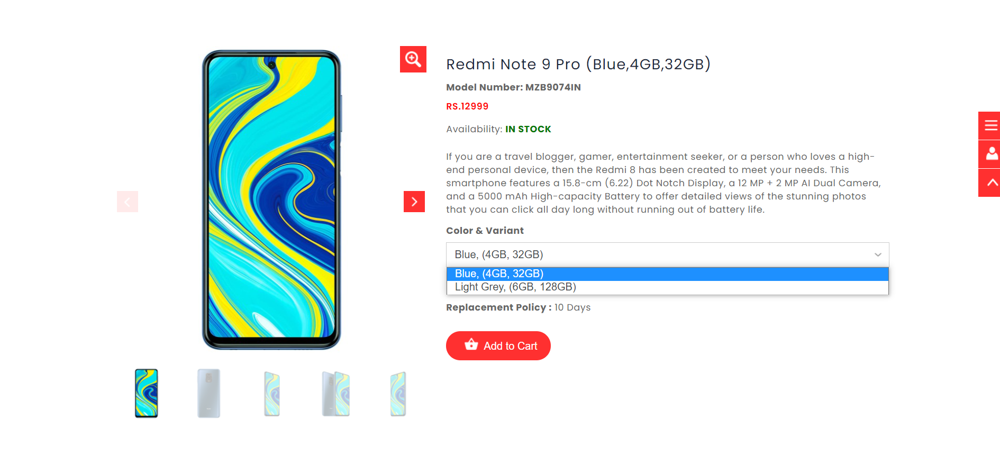 Redmi Note 9 Pro (Blue,4GB,32GB)
Model Number: MZB9074IN
RS.12999
Availability: IN STOCK
If you are a travel blogger, gamer, entertainment seeker, or a person who loves a high-
end personal device, then the Redmi 8 has been created to meet your needs. This
smartphone features a 15.8-cm (6.22) Dot Notch Display, a 12 MP + 2 MP AI Dual Camera,
and a 5000 mAh High-capacity Battery to offer detailed views of the stunning photos
that you can click all day long without running out of battery life.
Color & Variant
Blue, (4GB, 32GB)
Blue, (4GB, 32GB)
Light Grey, (6GB, 128GB)
Replacement Policy : 10 Days
Add to Cart